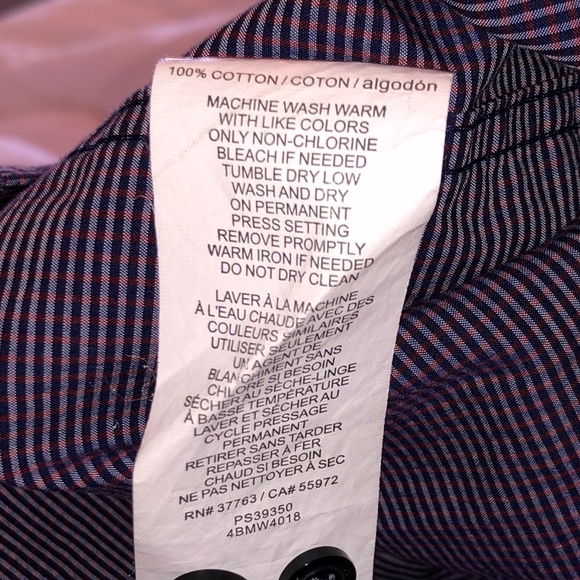 100% COTTON / COTON / algodón
MACHINE WASH WARM
WITH LIKE COLORS
ONLY NON-CHLORINE
BLEACH IF NEEDED
TUMBLE DRY LOW
WASH AND DRY
ON PERMANENT
PRESS SETTING
REMOVE PROMPTLY
WARM IRON IF NEEDED
DO NOT DRY CLEAN
LAVER À LA MACHINE
À L'EAU CHAUDE AVEC DES
COULEURS SIMILAIRES
UTILISER SEULEMENT
UN AGENT DE
BLANCHIMENT SANS
CHLORE SI BESOIN
SÉCHER AU SÈCHE-LINGE
À BASSE TEMPÉRATURE
LAVER ET SÉCHER AU
CYCLE PRESSAGE
PERMANENT
RETIRER SANS TARDER
REPASSER À FER
CHAUD SI BESOIN
NE PAS NETTOYER À SEC
RN# 37763 / CA# 55972
PS39350
4BMW4018